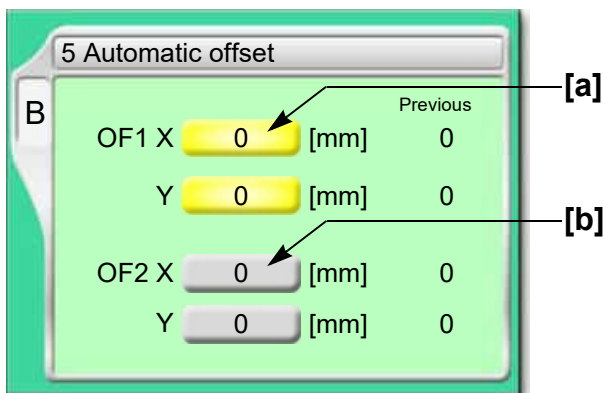 5 Automatic offset
[a]
B
Previous
OF1 X 0 [mm] 0
Y 0 [mm] 0
[b]
OF2 X 0 [mm] 0
Y 0 [mm] 0